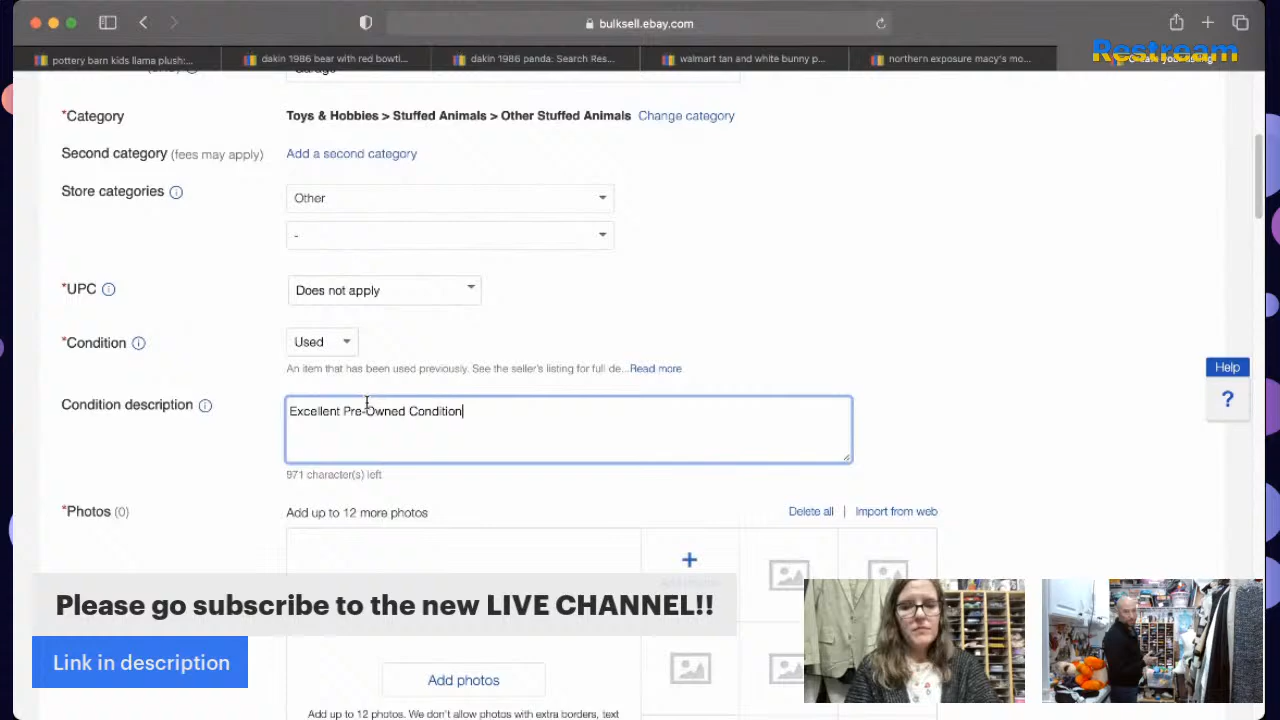 bulksell.ebay.com
pottery barn kids llama plush:...
dakin 1986 bear with red bowti...
dakin 1986 panda: Search Res...
walmart tan and white bunny p...
northern exposure macy's mo...
Restream
*Category
Toys & Hobbies > Stuffed Animals > Other Stuffed Animals Change category
Second category (fees may apply)
Add a second category
Store categories
Other
-
*UPC
Does not apply
*Condition
Used
An item that has been used previously. See the seller's listing for full de...Read more
Help
?
Condition description
Excellent Pre-Owned Condition
971 character(s) left
*Photos (0)
Add up to 12 more photos
Delete all | Import from web
Please go subscribe to the new LIVE CHANNEL!!
Link in description
Add photos
Add up to 12 photos. We don't allow photos with extra borders, text